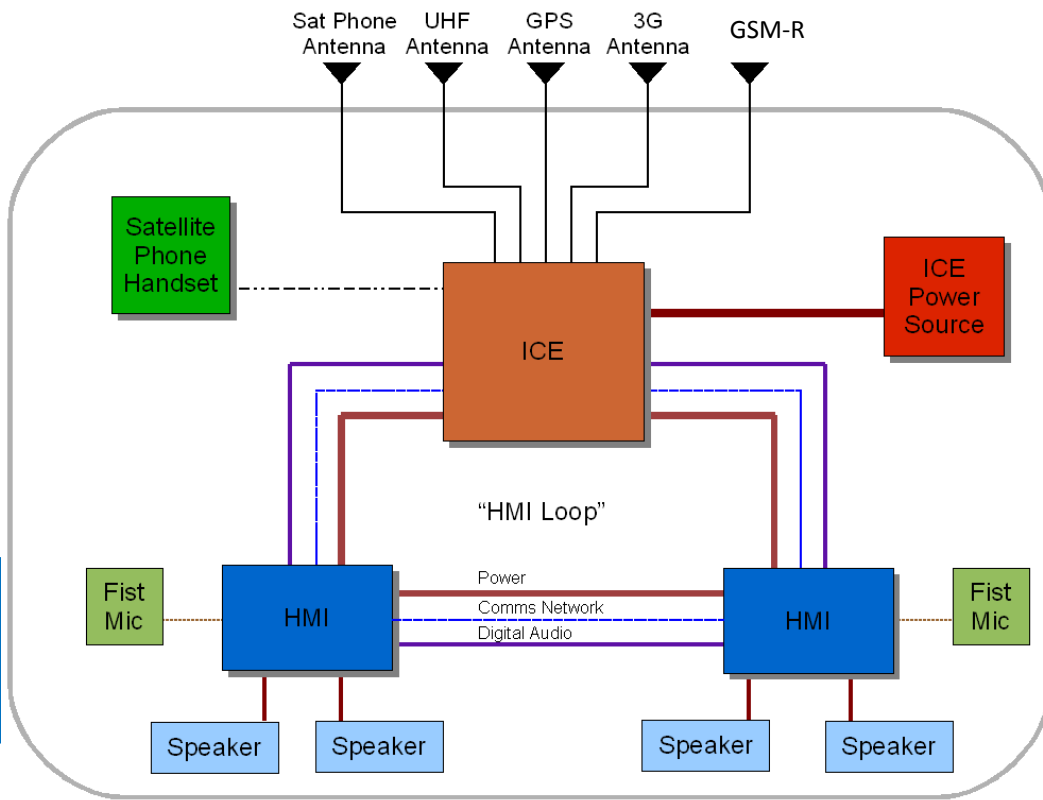 Sat Phone
Antenna
UHF
Antenna
GPS
Antenna
3G
Antenna
GSM-R
Satellite
Phone
Handset
ICE
ICE
Power
Source
“HMI Loop”
Fist
Mic
HMI
Power
Comms Network
Digital Audio
HMI
Fist
Mic
Speaker
Speaker
Speaker
Speaker